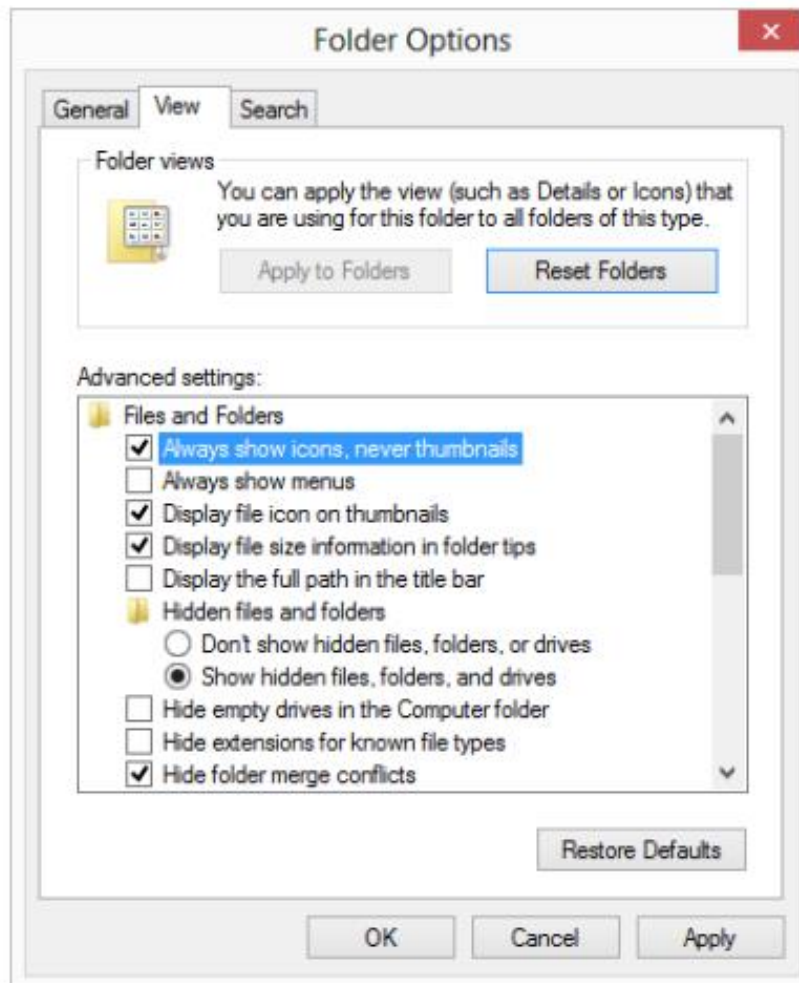 Folder Options
General View Search
Folder views
You can apply the view (such as Details or Icons) that
you are using for this folder to all folders of this type.
Apply to Folders Reset Folders
Advanced settings:
Files and Folders
Always show icons, never thumbnails
Always show menus
Display file icon on thumbnails
Display file size information in folder tips
Display the full path in the title bar
Hidden files and folders
Don't show hidden files, folders, or drives
Show hidden files, folders, and drives
Hide empty drives in the Computer folder
Hide extensions for known file types
Hide folder merge conflicts
Restore Defaults
OK Cancel Apply